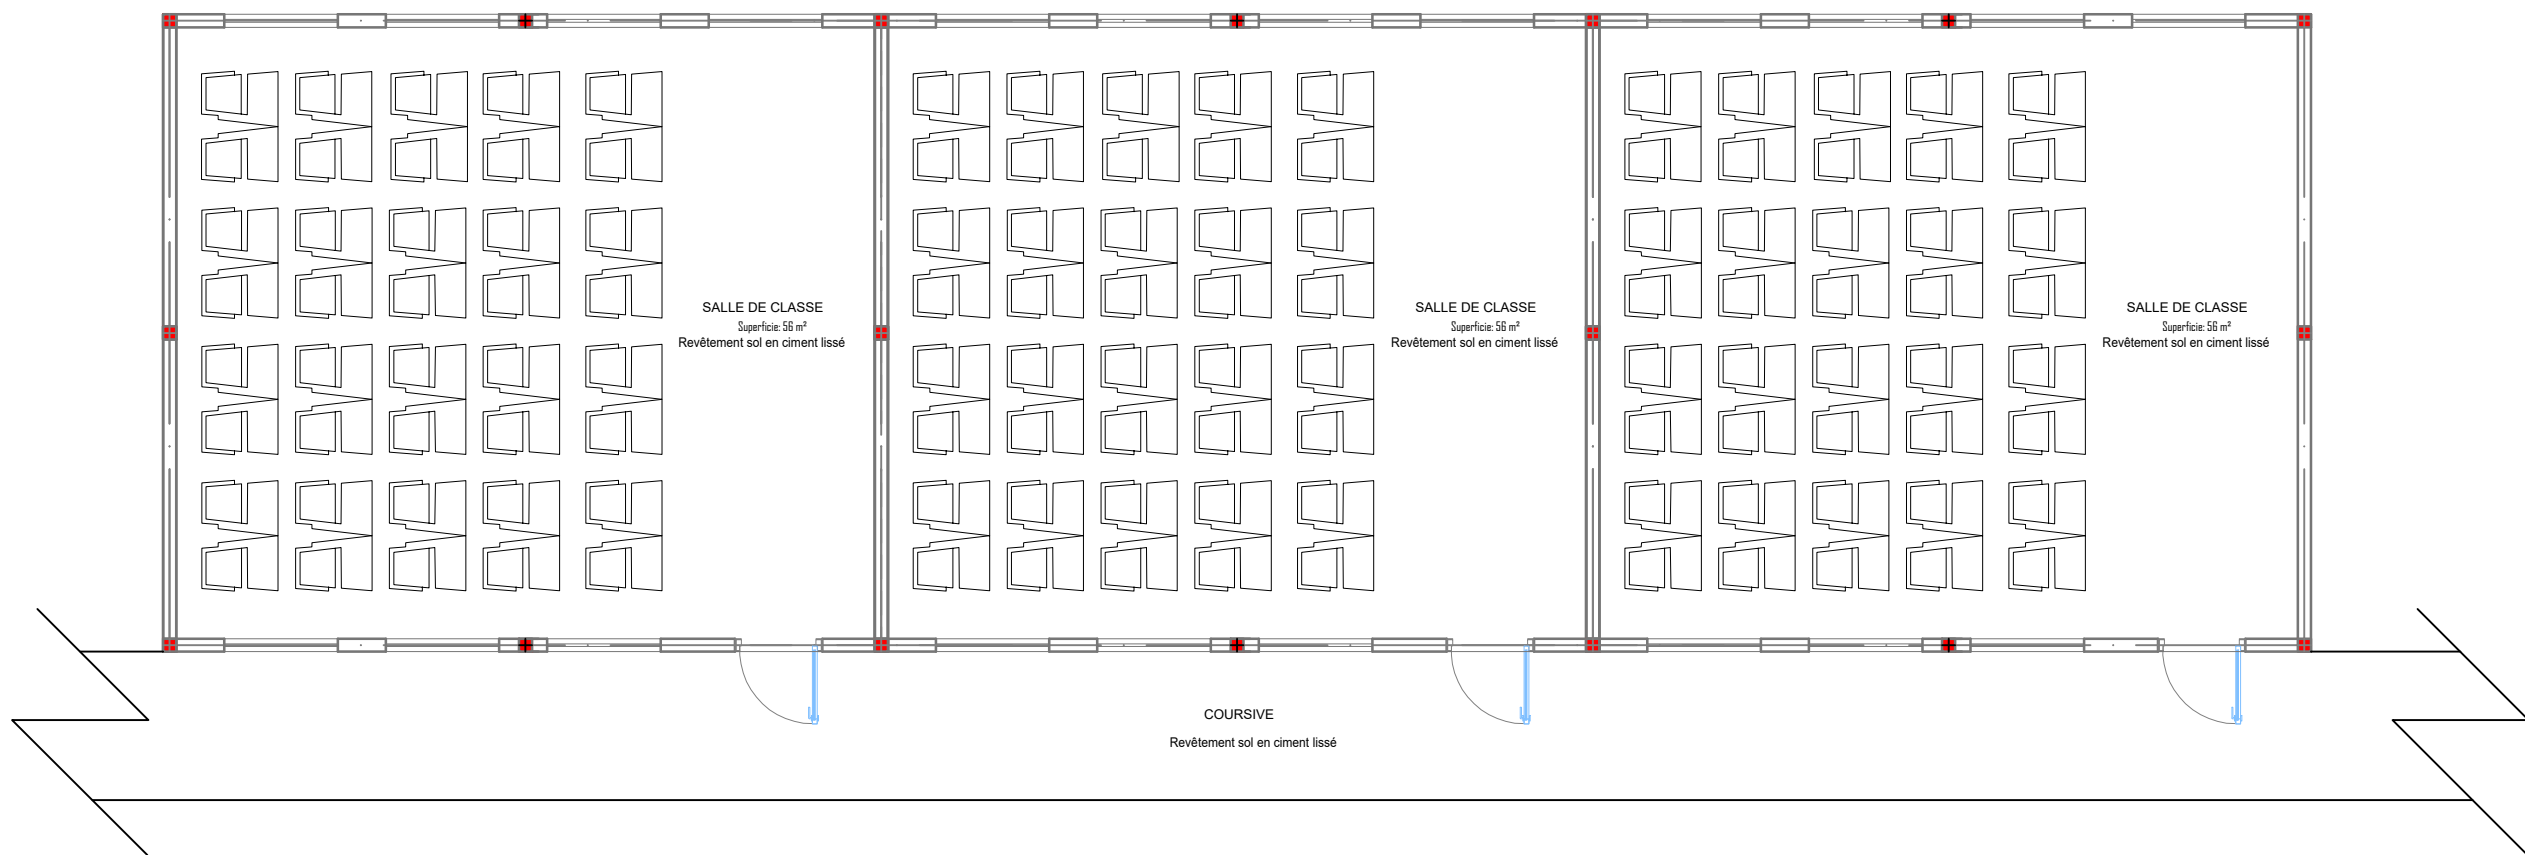 SALLE DE CLASSE
Superficie: 56 m²
Revêtement sol en ciment lissé
SALLE DE CLASSE
Superficie: 56 m²
Revêtement sol en ciment lissé
SALLE DE CLASSE
Superficie: 56 m²
Revêtement sol en ciment lissé
COURSIVE
Revêtement sol en ciment lissé